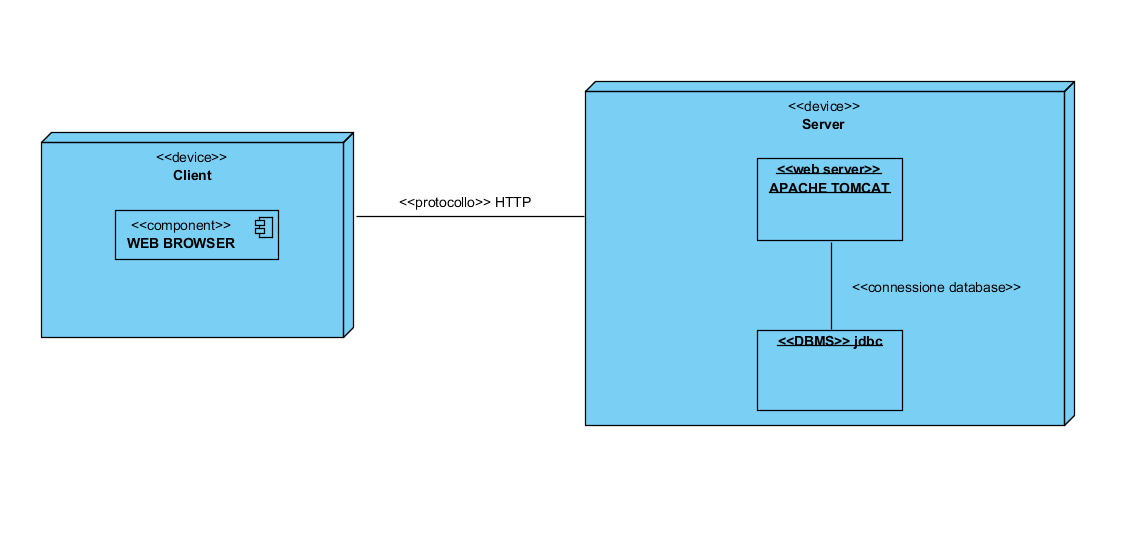 <<device>>
Client
<<component>>
WEB BROWSER
<<protocollo>> HTTP
<<device>>
Server
<<web server>>
APACHE TOMCAT
<<connessione database>>
<<DBMS>> jdbc